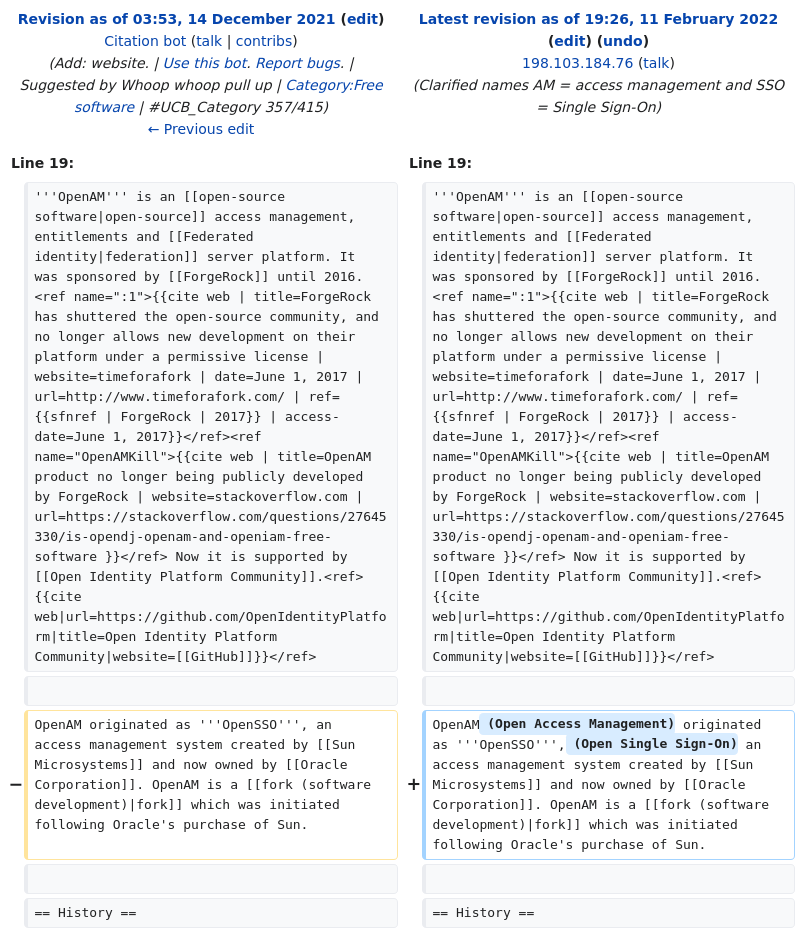 Revision as of 03:53, 14 December 2021 (edit)
Citation bot (talk | contribs)
(Add: website. | Use this bot. Report bugs. |
Suggested by Whoop whoop pull up | Category:Free
software | #UCB_Category 357/415)
← Previous edit
Latest revision as of 19:26, 11 February 2022
(edit) (undo)
198.103.184.76 (talk)
(Clarified names AM = access management and SSO
= Single Sign-On)
Line 19:
'''OpenAM''' is an [[open-source
software|open-source]] access management,
entitlements and [[Federated
identity|federation]] server platform. It
was sponsored by [[ForgeRock]] until 2016.
<ref name=":1">{{cite web | title=ForgeRock
has shuttered the open-source community, and
no longer allows new development on their
platform under a permissive license |
website=timeforafork | date=June 1, 2017 |
url=http://www.timeforafork.com/ | ref=
{{sfnref | ForgeRock | 2017}} | access-
date=June 1, 2017}}</ref><ref
name="OpenAMKill">{{cite web | title=OpenAM
product no longer being publicly developed
by ForgeRock | website=stackoverflow.com |
url=https://stackoverflow.com/questions/27645
330/is-opendj-openam-and-openiam-free-
software }}</ref> Now it is supported by
[[Open Identity Platform Community]].<ref>
{{cite
web|url=https://github.com/OpenIdentityPlatfo
rm|title=Open Identity Platform
Community|website=[[GitHub]]}}</ref>
− OpenAM originated as '''OpenSSO''', an
access management system created by [[Sun
Microsystems]] and now owned by [[Oracle
Corporation]]. OpenAM is a [[fork (software
development)|fork]] which was initiated
following Oracle's purchase of Sun.
== History ==
Line 19:
'''OpenAM''' is an [[open-source
software|open-source]] access management,
entitlements and [[Federated
identity|federation]] server platform. It
was sponsored by [[ForgeRock]] until 2016.
<ref name=":1">{{cite web | title=ForgeRock
has shuttered the open-source community, and
no longer allows new development on their
platform under a permissive license |
website=timeforafork | date=June 1, 2017 |
url=http://www.timeforafork.com/ | ref=
{{sfnref | ForgeRock | 2017}} | access-
date=June 1, 2017}}</ref><ref
name="OpenAMKill">{{cite web | title=OpenAM
product no longer being publicly developed
by ForgeRock | website=stackoverflow.com |
url=https://stackoverflow.com/questions/27645
330/is-opendj-openam-and-openiam-free-
software }}</ref> Now it is supported by
[[Open Identity Platform Community]].<ref>
{{cite
web|url=https://github.com/OpenIdentityPlatfo
rm|title=Open Identity Platform
Community|website=[[GitHub]]}}</ref>
+ OpenAM (Open Access Management) originated
as '''OpenSSO''', (Open Single Sign-On) an
access management system created by [[Sun
Microsystems]] and now owned by [[Oracle
Corporation]]. OpenAM is a [[fork (software
development)|fork]] which was initiated
following Oracle's purchase of Sun.
== History ==